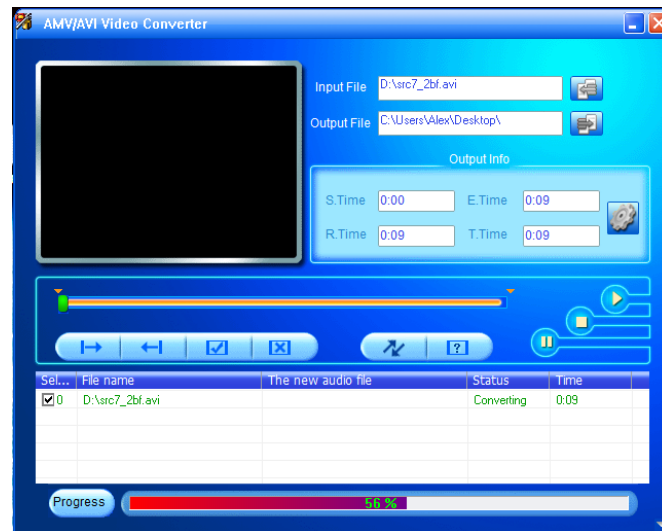 AMV/AVI Video Converter
Input File D:\src7_2bf.avi
Output File C:\Users\Alex\Desktop\
Output Info
S.Time 0:00 E.Time 0:09
R.Time 0:09 T.Time 0:09
Sel... File name The new audio file Status Time
0 D:\src7_2bf.avi Converting 0:09
Progress 56 %